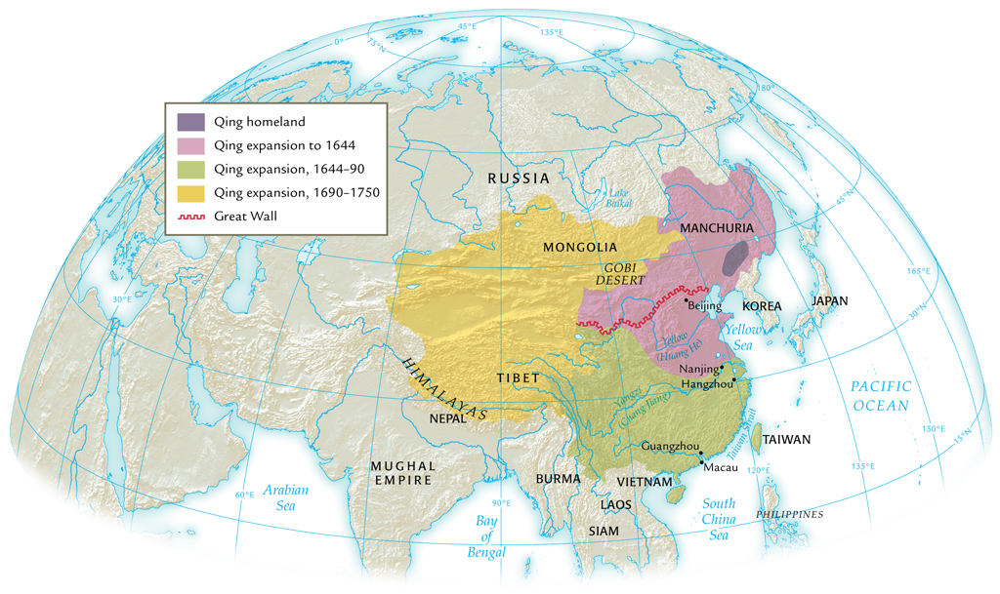 0°
75°N
45°E
135°E
180°
Qing homeland
Qing expansion to 1644
Qing expansion, 1644–90
Qing expansion, 1690–1750
Great Wall
RUSSIA
Lake
Baikal
45°N
MANCHURIA
MONGOLIA
GOBI
DESERT
165°E
30°E
Beijing
KOREA
JAPAN
30°N
Yellow
Sea
Yellow
(Huang He)
Nanjing
Hangzhou
HIMALAYAS
TIBET
Yangzi
(Chang Jiang)
PACIFIC
OCEAN
NEPAL
150°E
15°N
Taiwan Strait
TAIWAN
Guangzhou
Macau
MUGHAL
EMPIRE
120°E
135°E
BURMA
VIETNAM
60°E
Arabian
Sea
90°E
LAOS
South
China
Sea
PHILIPPINES
Bay
of
Bengal
SIAM